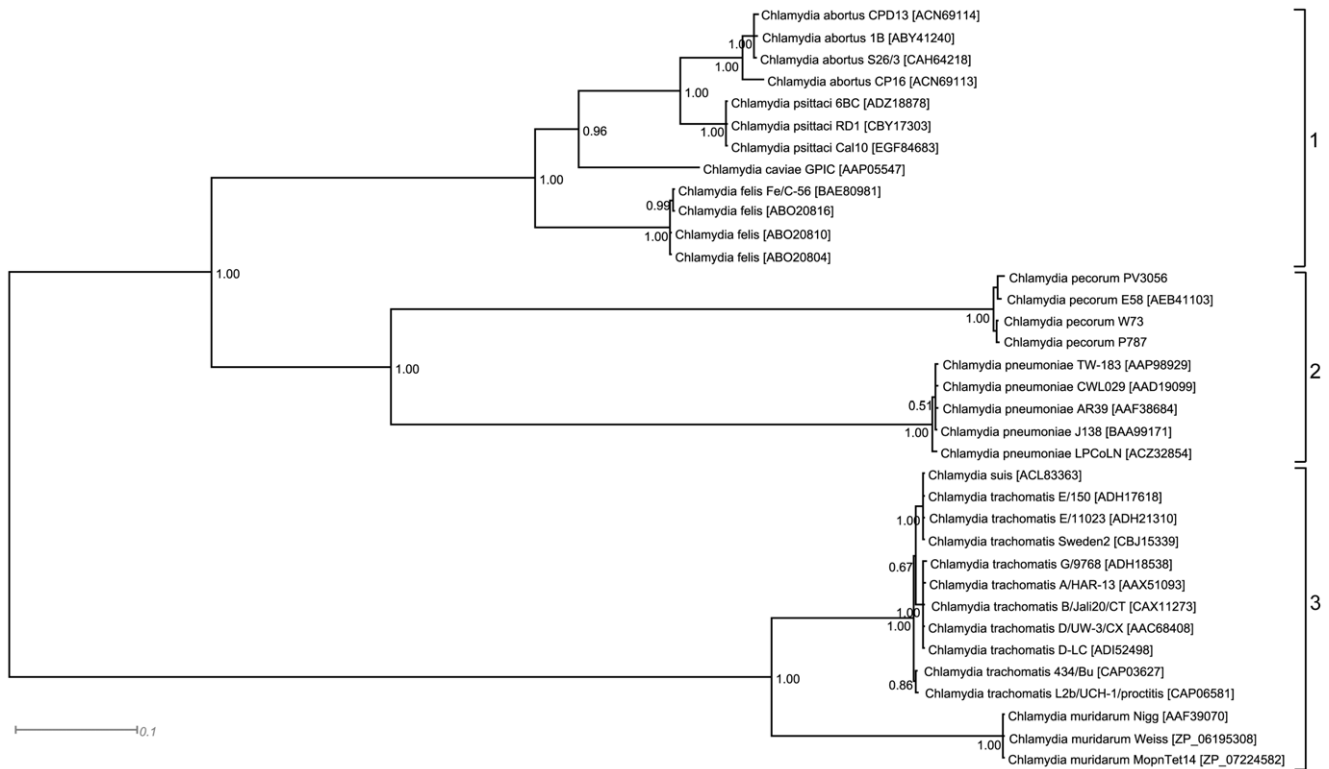 Chlamydia abortus CPD13 [ACN69114]
Chlamydia abortus 1B [ABY41240]
1.00
Chlamydia abortus S26/3 [CAH64218]
1.00
Chlamydia abortus CP16 [ACN69113]
1.00
Chlamydia psittaci 6BC [ADZ18878]
Chlamydia psittaci RD1 [CBY17303]
0.96
1.00
1
Chlamydia psittaci Cal10 [EGF84683]
Chlamydia caviae GPIC [AAP05547]
1.00
Chlamydia felis Fe/C-56 [BAE80981]
0.99
Chlamydia felis [ABO20816]
Chlamydia felis [ABO20810]
1.00
Chlamydia felis [ABO20804]
1.00
Chlamydia pecorum PV3056
Chlamydia pecorum E58 [AEB41103]
1.00
Chlamydia pecorum W73
Chlamydia pecorum P787
1.00
Chlamydia pneumoniae TW-183 [AAP98929]
2
Chlamydia pneumoniae CWL029 [AAD19099]
0.51
Chlamydia pneumoniae AR39 [AAF38684]
1.00
Chlamydia pneumoniae J138 [BAA99171]
Chlamydia pneumoniae LPCoLN [ACZ32854]
Chlamydia suis [ACL83363]
Chlamydia trachomatis E/150 [ADH17618]
1.00
Chlamydia trachomatis E/11023 [ADH21310]
Chlamydia trachomatis Sweden2 [CBJ15339]
0.67
Chlamydia trachomatis G/9768 [ADH18538]
Chlamydia trachomatis A/HAR-13 [AAX51093]
3
1.00
Chlamydia trachomatis B/Jali20/CT [CAX11273]
1.00
Chlamydia trachomatis D/UW-3/CX [AAC68408]
Chlamydia trachomatis D-LC [ADI52498]
1.00
Chlamydia trachomatis 434/Bu [CAP03627]
0.86
Chlamydia trachomatis L2b/UCH-1/proctitis [CAP06581]
Chlamydia muridarum Nigg [AAF39070]
0.1
Chlamydia muridarum Weiss [ZP_06195308]
1.00
Chlamydia muridarum MopnTet14 [ZP_07224582]